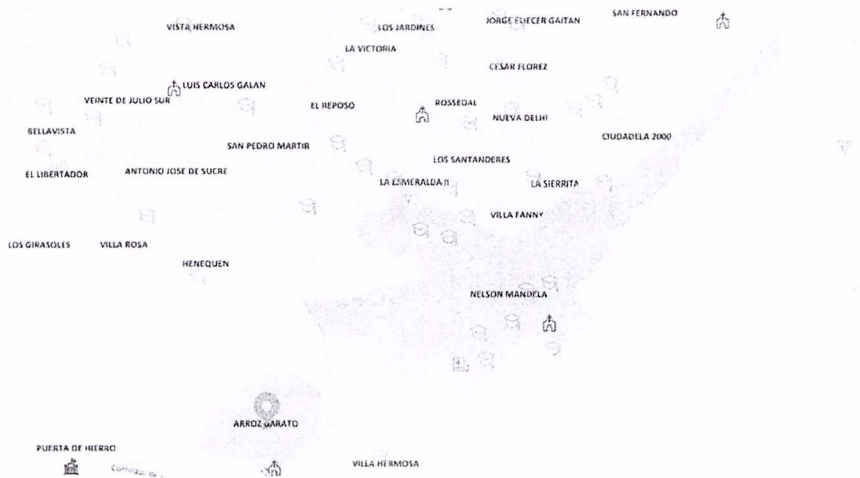 SAN FERNANDO
JORGE ELIECER GAITAN
VISTA HERMOSA
LOS JARDINES
LA VICTORIA
CESAR FLOREZ
LUIS CARLOS GALAN
VEINTE DE JULIO SUR
EL REPOSO
ROSSEDAL
NUEVA DELHI
BELLAVISTA
CIUDADELA 2000
SAN PEDRO MARTIR
LOS SANTANDERES
EL LIBERTADOR
ANTONIO JOSE DE SUCRE
LA ESMERALDA II
LA SIERRITA
VILLA FANNY
LOS GIRASOLES
VILLA ROSA
HENEQUEN
NELSON MANDELA
ARROZ BARATO
PUERTA DE HIERRO
VILLA HERMOSA